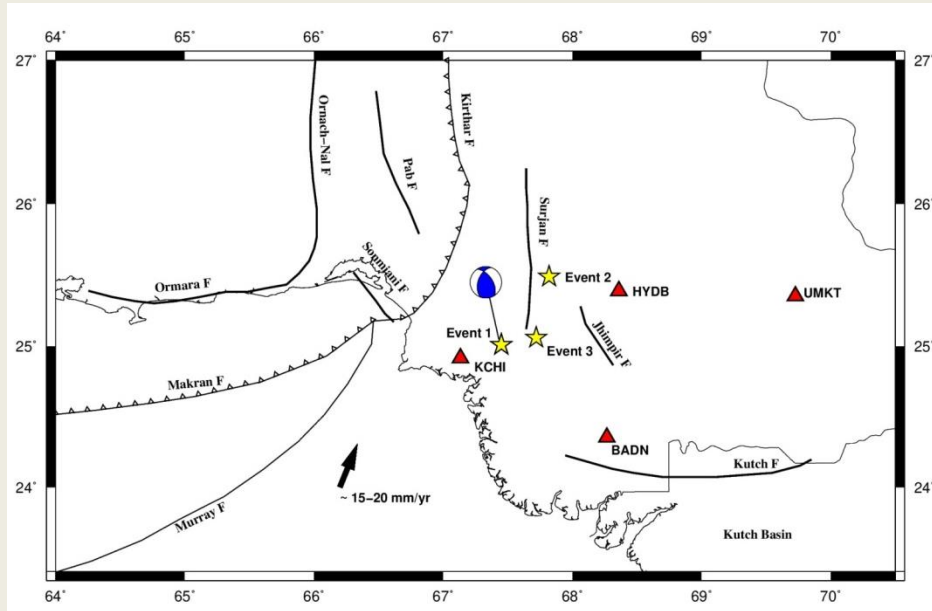 64° 65° 66° 67° 68° 69° 70°
27° 27°
Ornach-Nal F
Pab F
Kirthar F
26° 26°
Surjan F
Sounjani F
Event 2
HYDB
UMKT
Ormara F
Event 1
Event 3
Jhimpir F
25° 25°
KCHI
Makran F
BADN
Kutch F
24° 24°
~ 15-20 mm/yr
Murray F
Kutch Basin
64° 65° 66° 67° 68° 69° 70°